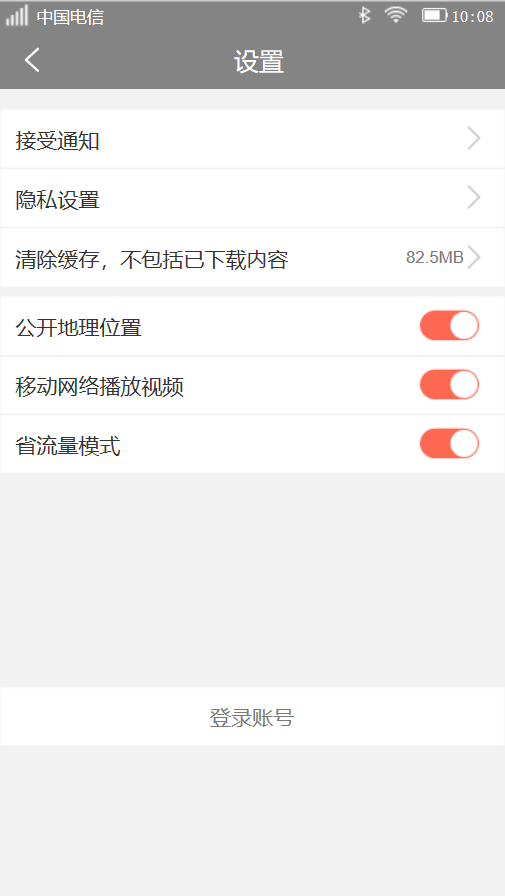 中国电信 10:08
设置
接受通知
隐私设置
清除缓存，不包括已下载内容 82.5MB
公开地理位置
移动网络播放视频
省流量模式
登录账号